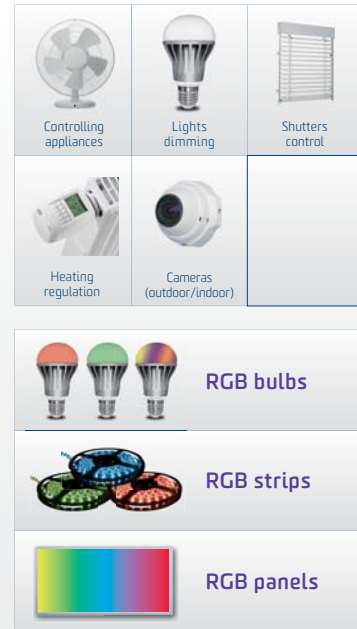 Controlling
appliances
Lights
dimming
Shutters
control
Heating
regulation
Cameras
(outdoor/indoor)
RGB bulbs
RGB strips
RGB panels